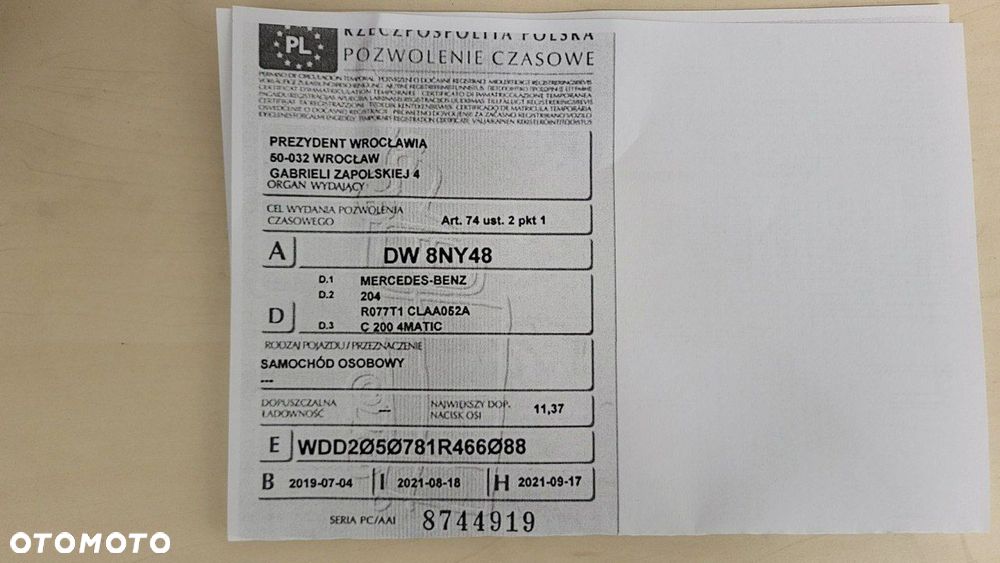 PL
RZECZPOSPOLITA POLSKA
POZWOLENIE CZASOWE
PREZYDENT WROCŁAWIA
50-032 WROCŁAW
GABRIELI ZAPOLSKIEJ 4
ORGAN WYDAJĄCY
CEL WYDANIA POZWOLENIA
CZASOWEGO
Art. 74 ust. 2 pkt 1
A DW 8NY48
D.1 MERCEDES-BENZ
D.2 204
R077T1 CLAA052A
D
D.3 C 200 4MATIC
RODZAJ POJAZDU / PRZEZNACZENIE
SAMOCHÓD OSOBOWY
---
DOPUSZCZALNA
ŁADOWNOŚĆ
---
NAJWIĘKSZY DOP.
NACISK OSI
11,37
E WDD2Ø5Ø781R466Ø88
B 2019-07-04 I 2021-08-18 H 2021-09-17
SERIA PC/AAI 8744919
OTOMOTO